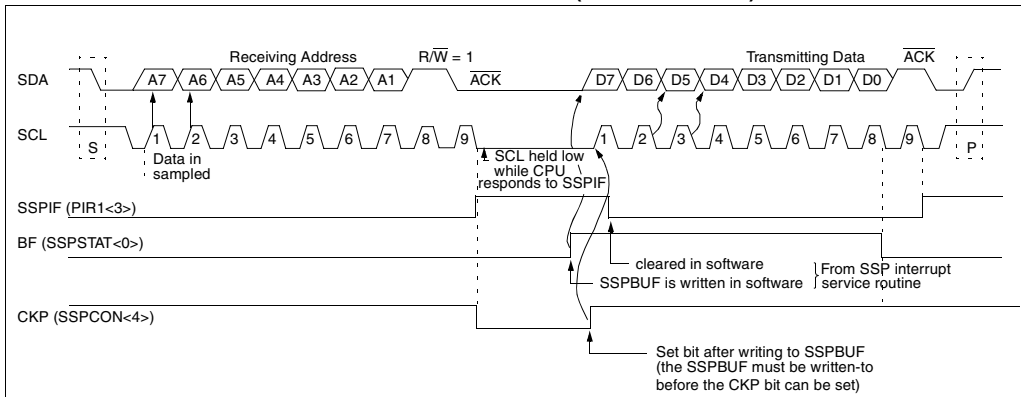 Receiving Address
R/W = 1
Transmitting Data
ACK
SDA
A7 A6 A5 A4 A3 A2 A1
ACK
D7 D6 D5 D4 D3 D2 D1 D0
SCL
S
1 2 3 4 5 6 7 8 9
1 2 3 4 5 6 7 8 9
P
Data in
sampled
SCL held low
while CPU
responds to SSPIF
SSPIF (PIR1<3>)
BF (SSPSTAT<0>)
cleared in software
SSPBUF is written in software
From SSP interrupt
service routine
CKP (SSPCON<4>)
Set bit after writing to SSPBUF
(the SSPBUF must be written-to
before the CKP bit can be set)